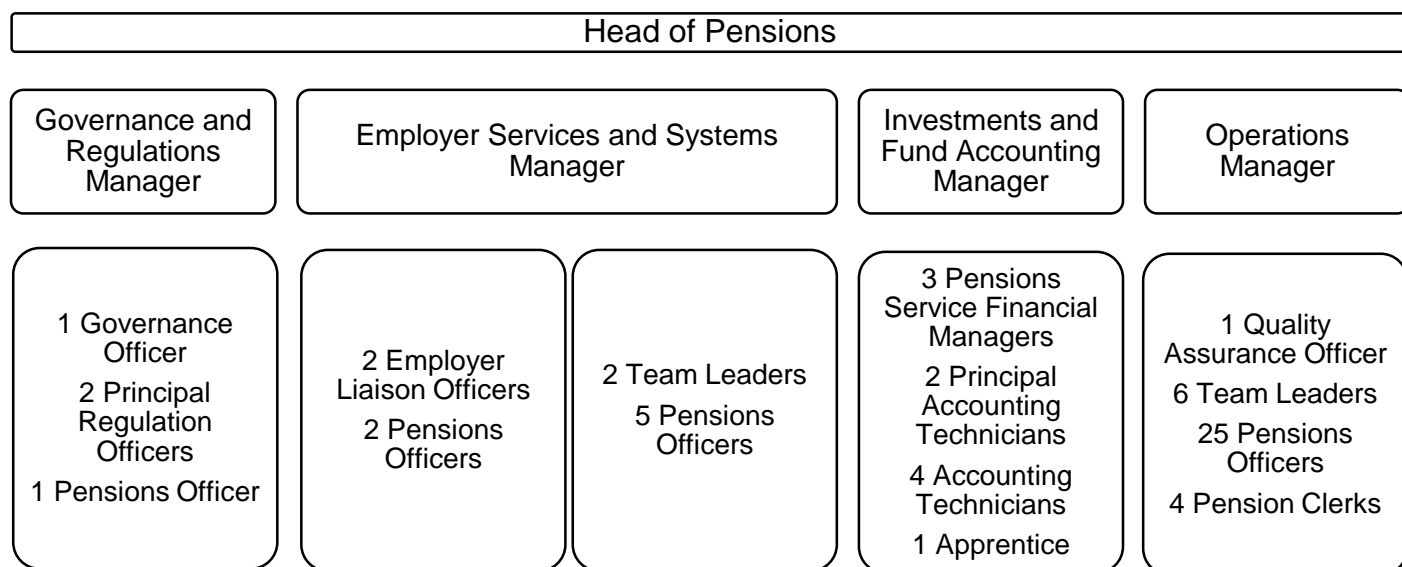 Head of Pensions
Governance and
Regulations
Manager
Employer Services and Systems
Manager
Investments and
Fund Accounting
Manager
Operations
Manager
1 Governance
Officer
2 Principal
Regulation
Officers
1 Pensions Officer
2 Employer
Liaison Officers
2 Pensions
Officers
2 Team Leaders
5 Pensions
Officers
3 Pensions
Service Financial
Managers
2 Principal
Accounting
Technicians
4 Accounting
Technicians
1 Apprentice
1 Quality
Assurance Officer
6 Team Leaders
25 Pensions
Officers
4 Pension Clerks